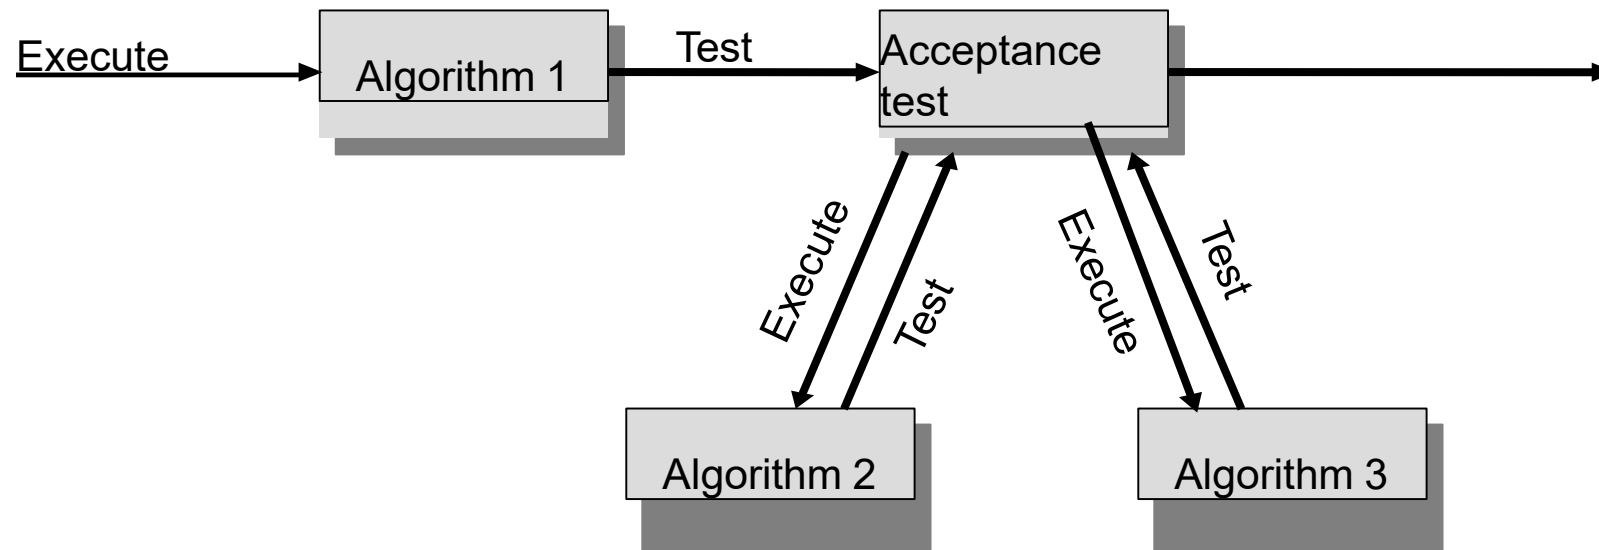 Execute
Algorithm 1
Test
Acceptance
test
Execute
Test
Execute
Test
Algorithm 2
Algorithm 3